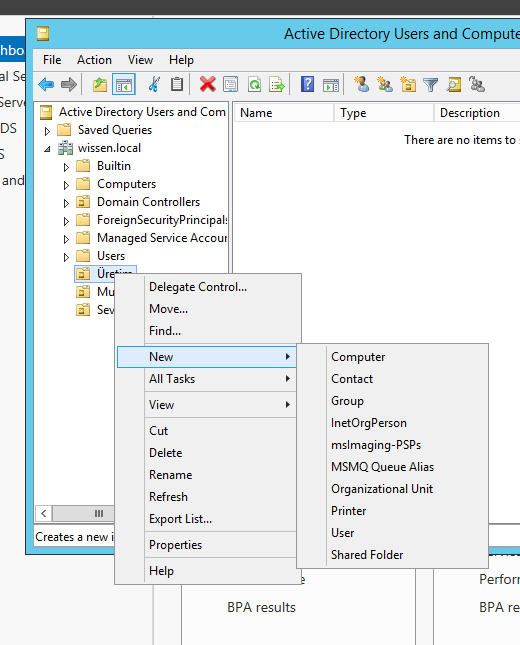 Active Directory Users and Compute
File Action View Help
hbo
al Se
Serve
DS
S
and
Active Directory Users and Com
Saved Queries
wissen.local
Builtin
Computers
Domain Controllers
ForeignSecurityPrincipals
Managed Service Accour
Users
Üretim
Mu
Sev
Name Type Description
There are no items to s
Delegate Control...
Move...
Find...
New
All Tasks
View
Cut
Delete
Rename
Refresh
Export List...
Properties
Help
Computer
Contact
Group
InetOrgPerson
msImaging-PSPs
MSMQ Queue Alias
Organizational Unit
Printer
User
Shared Folder
Creates a new i
Perforr
BPA results
BPA re